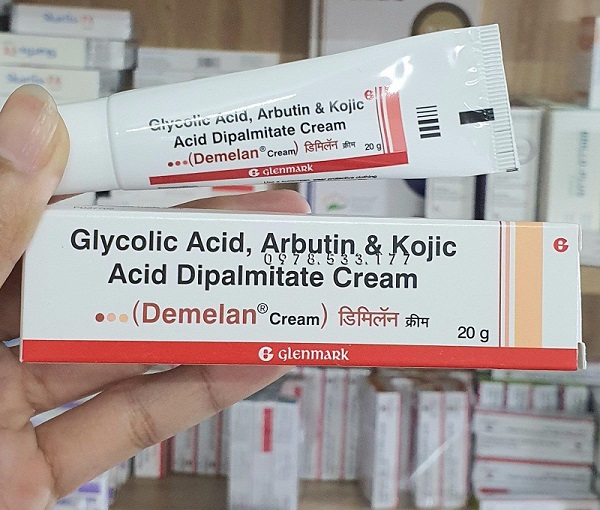 Glycolic Acid, Arbutin & Kojic
Acid Dipalmitate Cream
(Demelan® Cream) डिमिलॅन क्रीम 20 g
G
GLENMARK
Glycolic Acid, Arbutin & Kojic
0978.533.177
Acid Dipalmitate Cream
(Demelan® Cream) डिमिलॅन क्रीम 20 g
G
GLENMARK